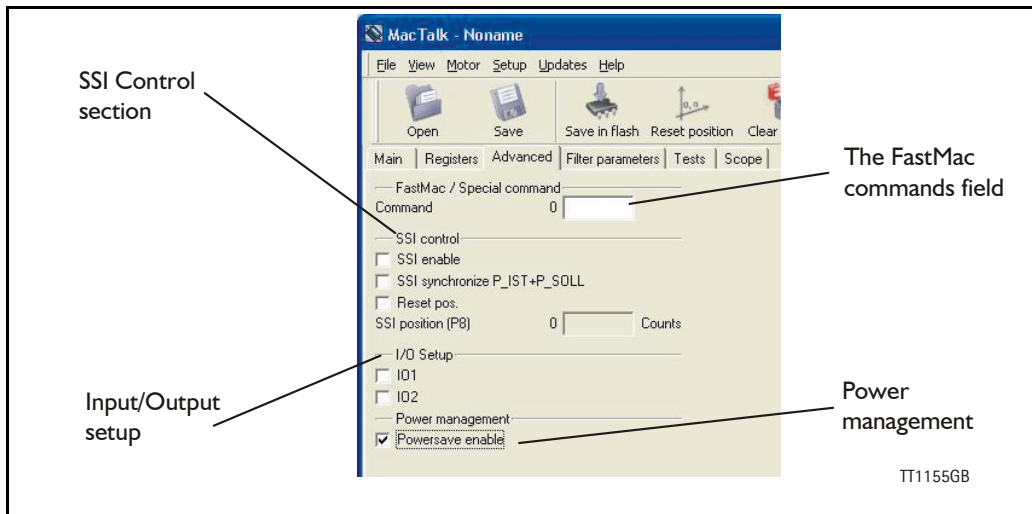 MacTalk - Noname
File View Motor Setup Updates Help
Open Save Save in flash Reset position Clear
Main Registers Advanced Filter parameters Tests Scope
FastMac / Special command
Command 0
SSI control
SSI enable
SSI synchronize P_IST+P_SOLL
Reset pos.
SSI position (P8) 0 Counts
I/O Setup
IO1
IO2
Power management
Powersave enable
SSI Control
section
Input/Output
setup
The FastMac
commands field
Power
management
TT1155GB